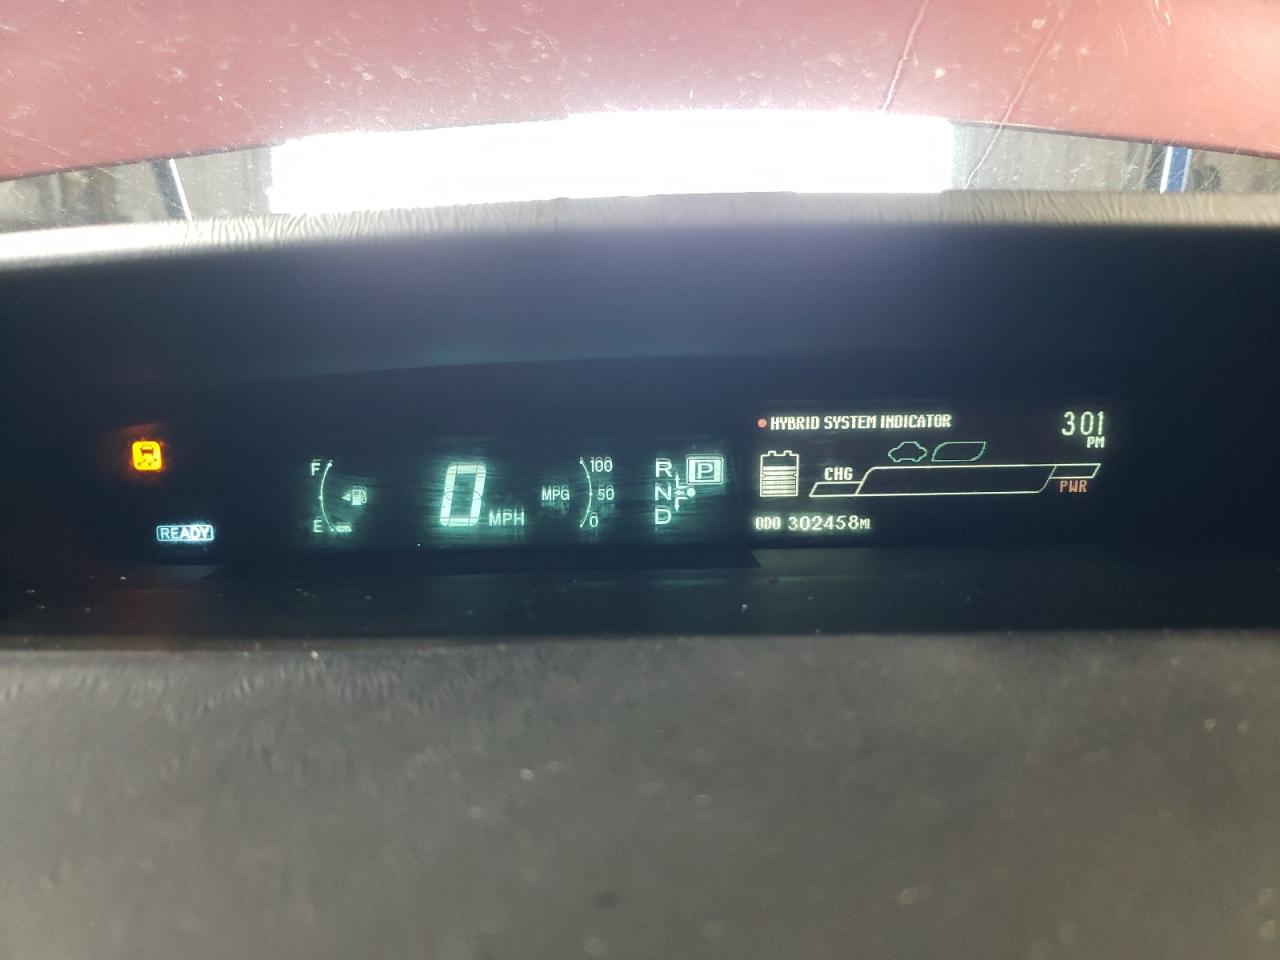 HYBRID SYSTEM INDICATOR
301
PM
F
E
0
MPH
MPG
100
50
0
R
N
D
P
CHG
PWR
READY
ODO 302458MI